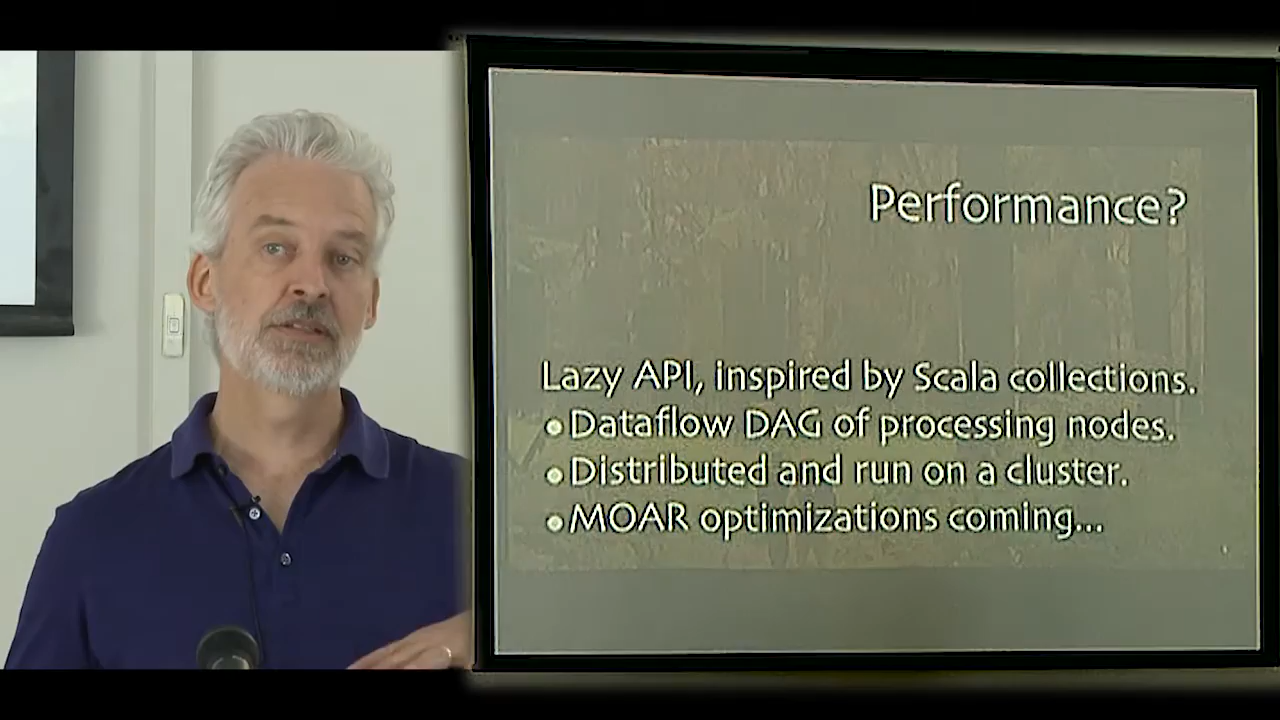 Performance?
Lazy API, inspired by Scala collections.
•Dataflow DAG of processing nodes.
•Distributed and run on a cluster.
•MOAR optimizations coming...